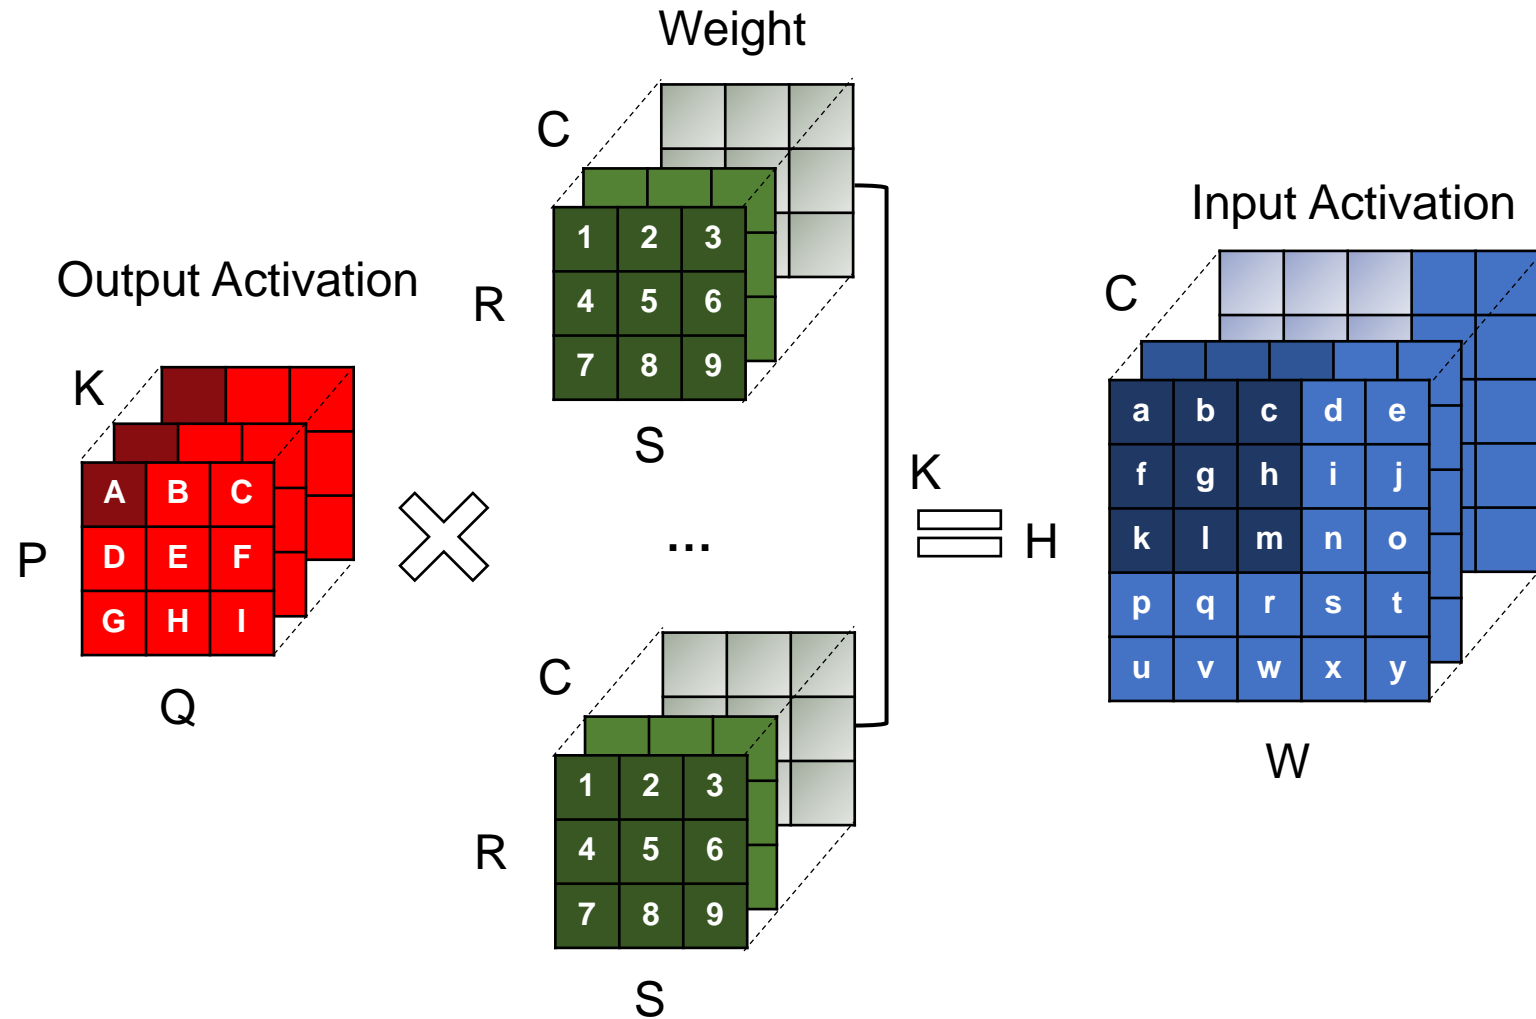 Weight
C
1 2 3
4 5 6
7 8 9
R
S
Output Activation
K
A B C
D E F
G H I
P
Q
...
K
C
1 2 3
4 5 6
7 8 9
R
S
Input Activation
C
a b c d e
f g h i j
k l m n o
p q r s t
u v w x y
H
W